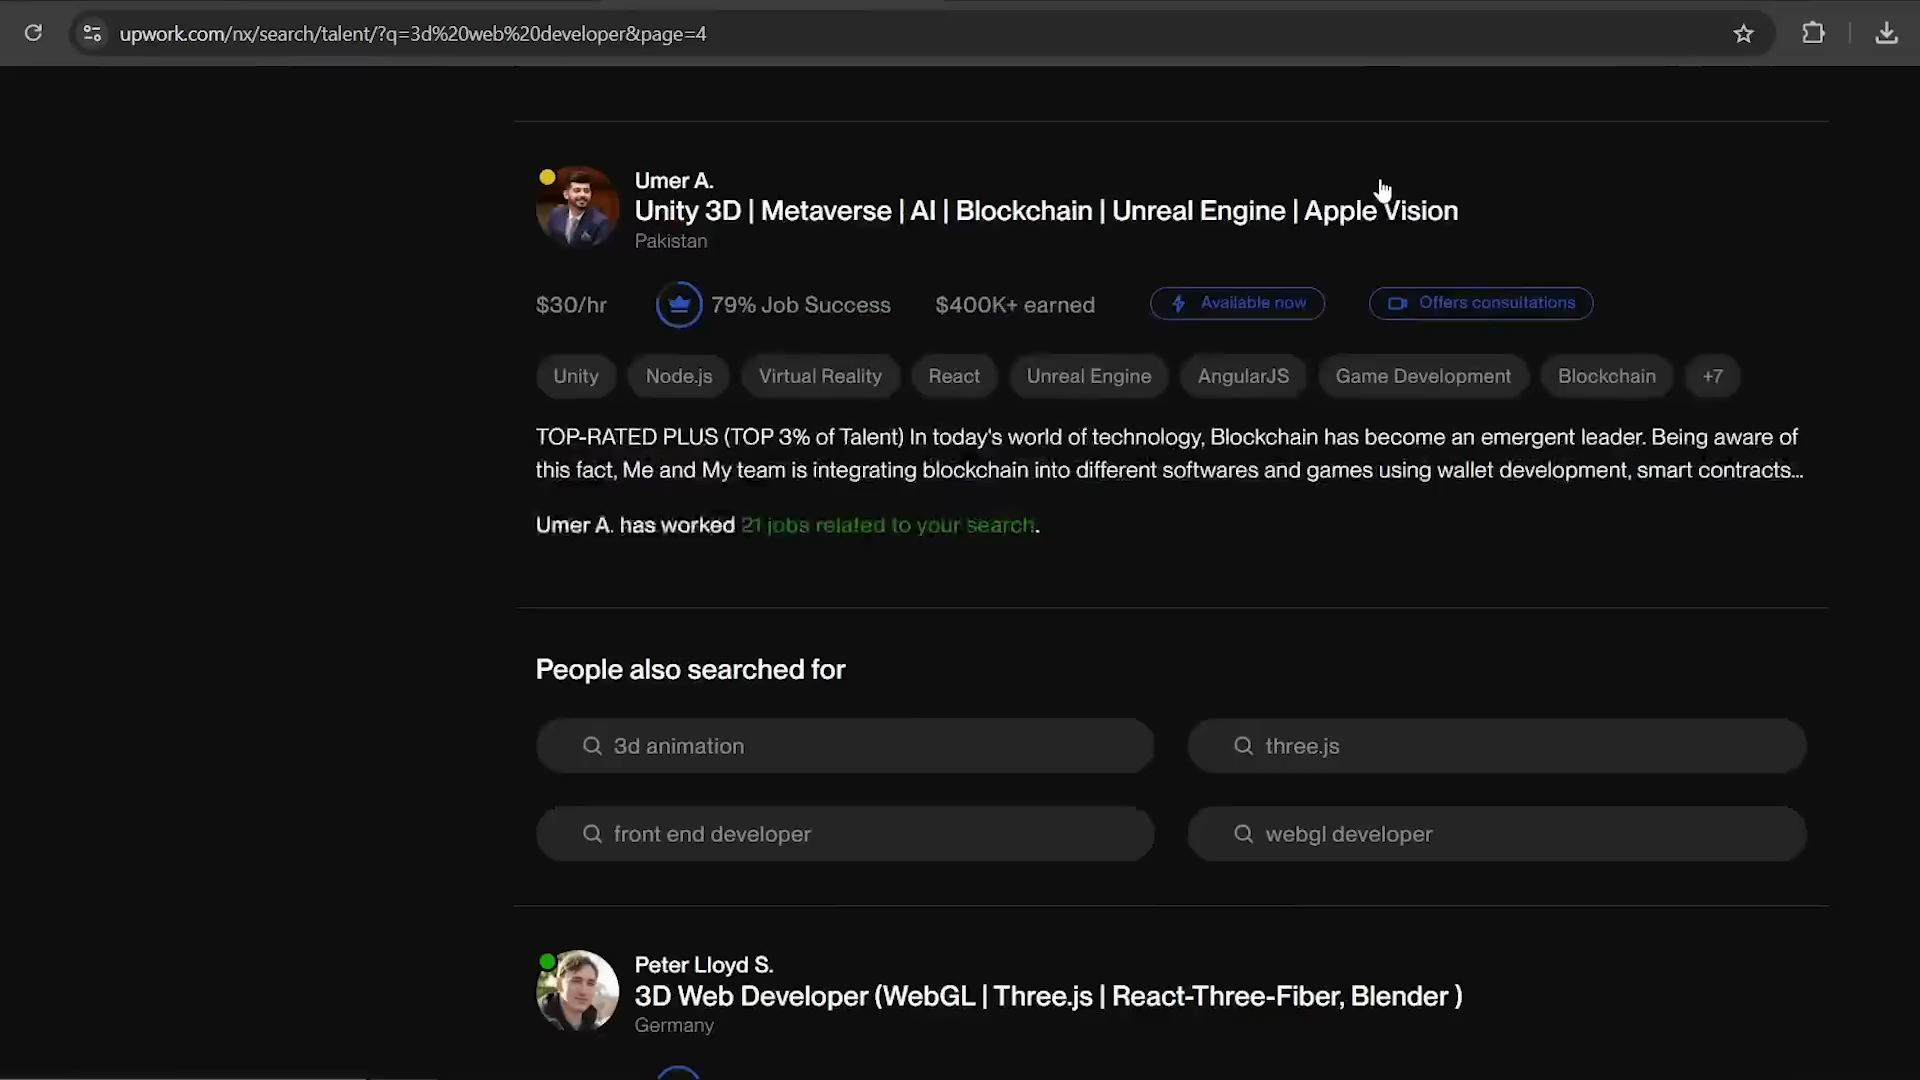 upwork.com/nx/search/talent/?q=3d%20web%20developer&page=4
Umer A.
Unity 3D | Metaverse | AI | Blockchain | Unreal Engine | Apple Vision
Pakistan
$30/hr 79% Job Success $400K+ earned Available now Offers consultations
Unity Node.js Virtual Reality React Unreal Engine AngularJS Game Development Blockchain +7
TOP-RATED PLUS (TOP 3% of Talent) In today's world of technology, Blockchain has become an emergent leader. Being aware of
this fact, Me and My team is integrating blockchain into different softwares and games using wallet development, smart contracts...
Umer A. has worked 21 jobs related to your search.
People also searched for
3d animation three.js
front end developer webgl developer
Peter Lloyd S.
3D Web Developer (WebGL | Three.js | React-Three-Fiber, Blender )
Germany